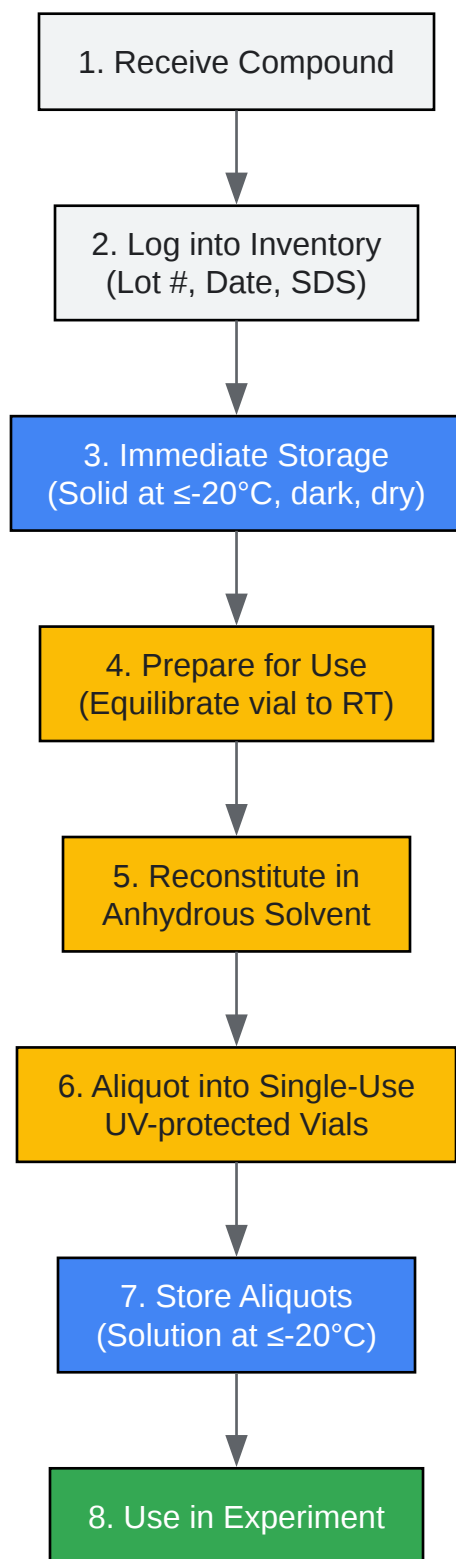 1. Receive Compound
2. Log into Inventory
(Lot #, Date, SDS)
3. Immediate Storage
(Solid at ≤-20°C, dark, dry)
4. Prepare for Use
(Equilibrate vial to RT)
5. Reconstitute in
Anhydrous Solvent
6. Aliquot into Single-Use
UV-protected Vials
7. Store Aliquots
(Solution at ≤-20°C)
8. Use in Experiment